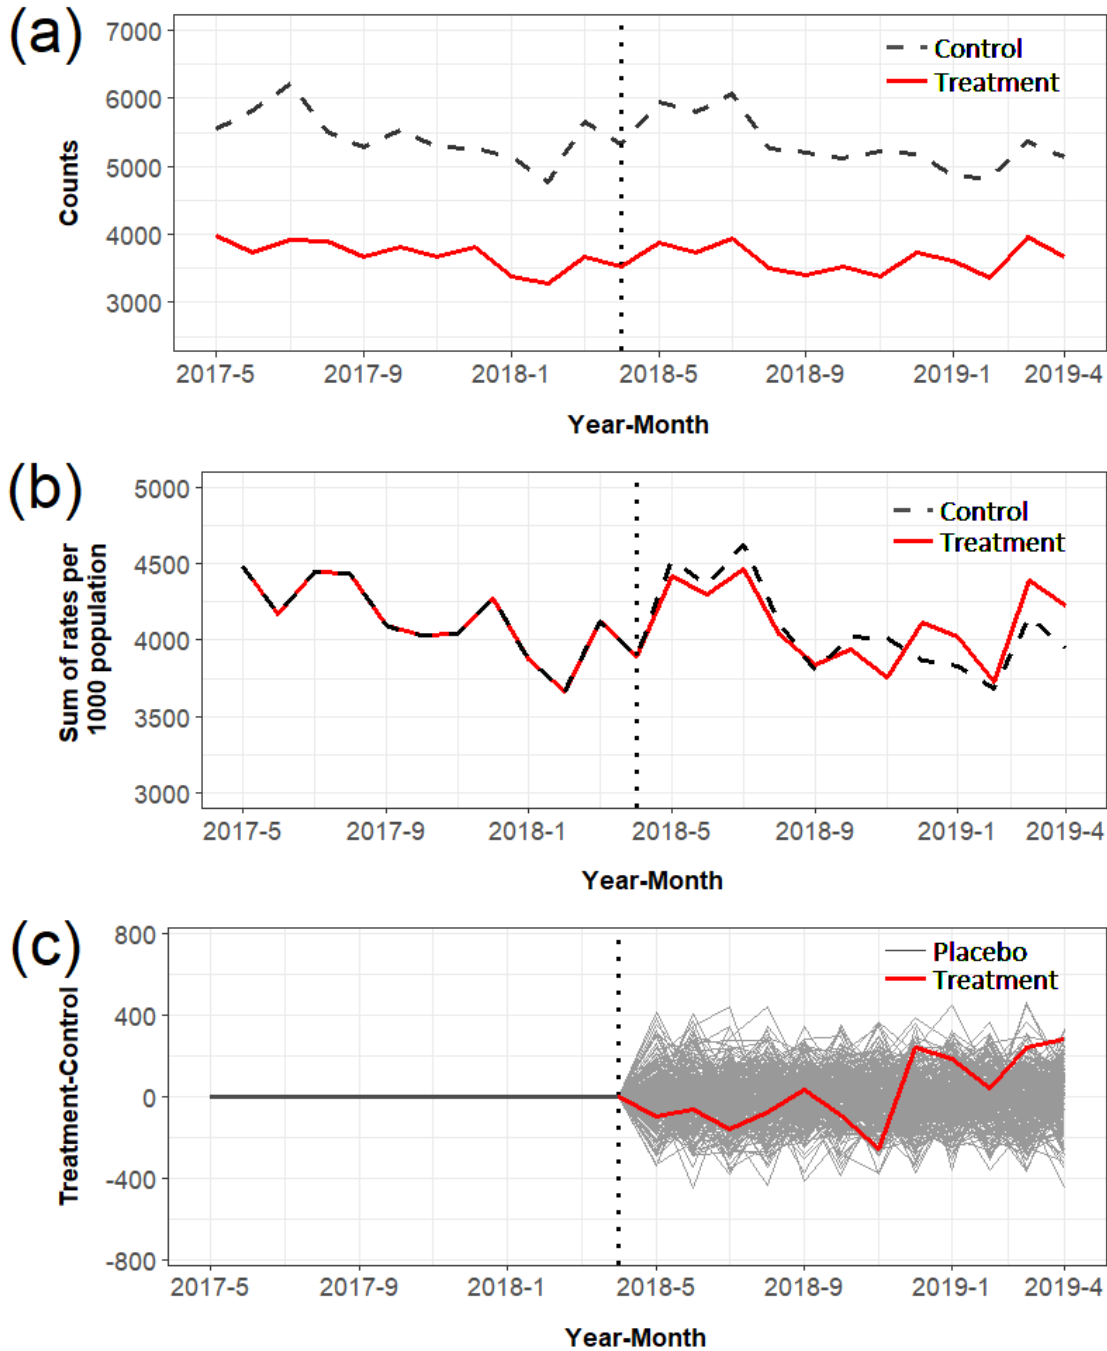 (a)
7000
6000
5000
4000
3000
Counts
Control
Treatment
2017-5 2017-9 2018-1 2018-5 2018-9 2019-1 2019-4
Year-Month
(b)
5000
4500
4000
3500
3000
Sum of rates per
1000 population
Control
Treatment
2017-5 2017-9 2018-1 2018-5 2018-9 2019-1 2019-4
Year-Month
(c)
800
400
0
-400
-800
Treatment-Control
Placebo
Treatment
2017-5 2017-9 2018-1 2018-5 2018-9 2019-1 2019-4
Year-Month